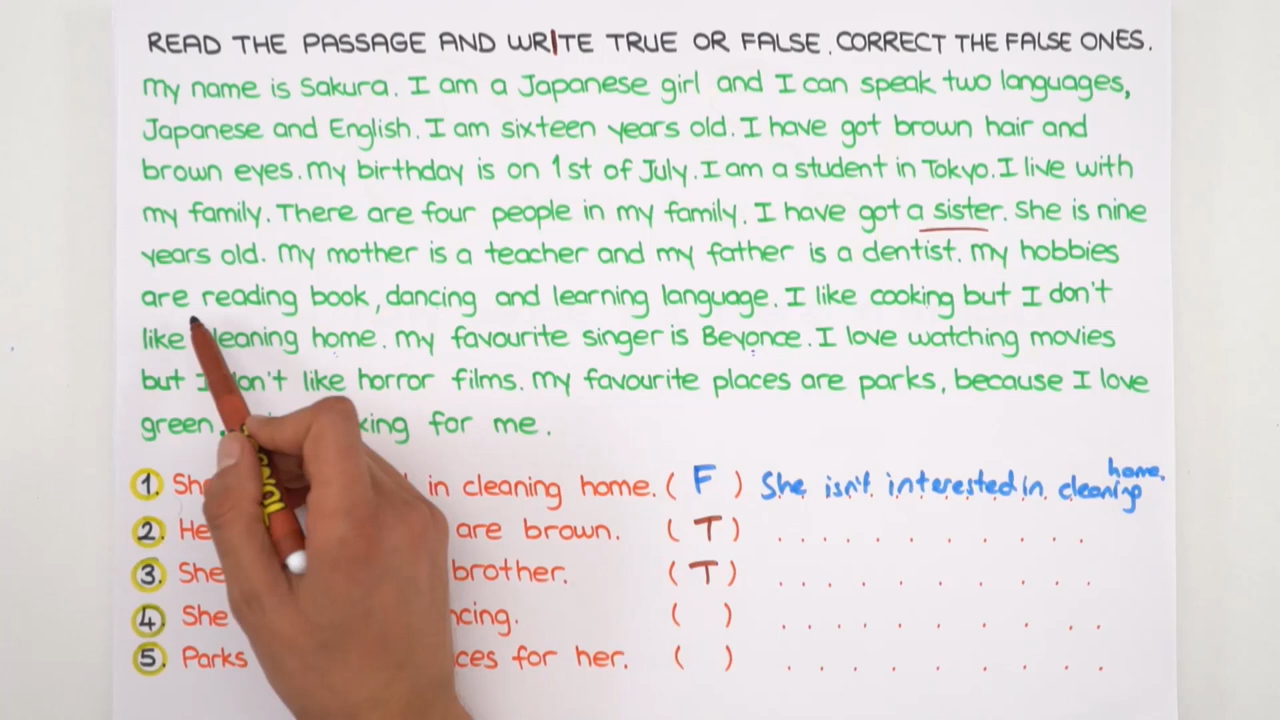 READ THE PASSAGE AND WRITE TRUE OR FALSE. CORRECT THE FALSE ONES.
My name is Sakura. I am a Japanese girl and I can speak two languages,
Japanese and English. I am sixteen years old. I have got brown hair and
brown eyes. My birthday is on 1st of July. I am a student in Tokyo. I live with
my family. There are four people in my family. I have got a sister. She is nine
years old. My mother is a teacher and my father is a dentist. My hobbies
are reading book, dancing and learning language. I like cooking but I don't
like leaning home. My favourite singer is Beyonce. I love watching movies
but I don't like horror films. My favourite places are parks, because I love
green, for me.
1. in cleaning home. ( F ) She isn't interested in cleaning home.
2. are brown. ( T ) . . . . . . . . . . .
3. She brother. ( T ) . . . . . . . . . . .
4. She ( ) . . . . . . . . . .
5. Parks for her. ( ) . . . . . . . . . .